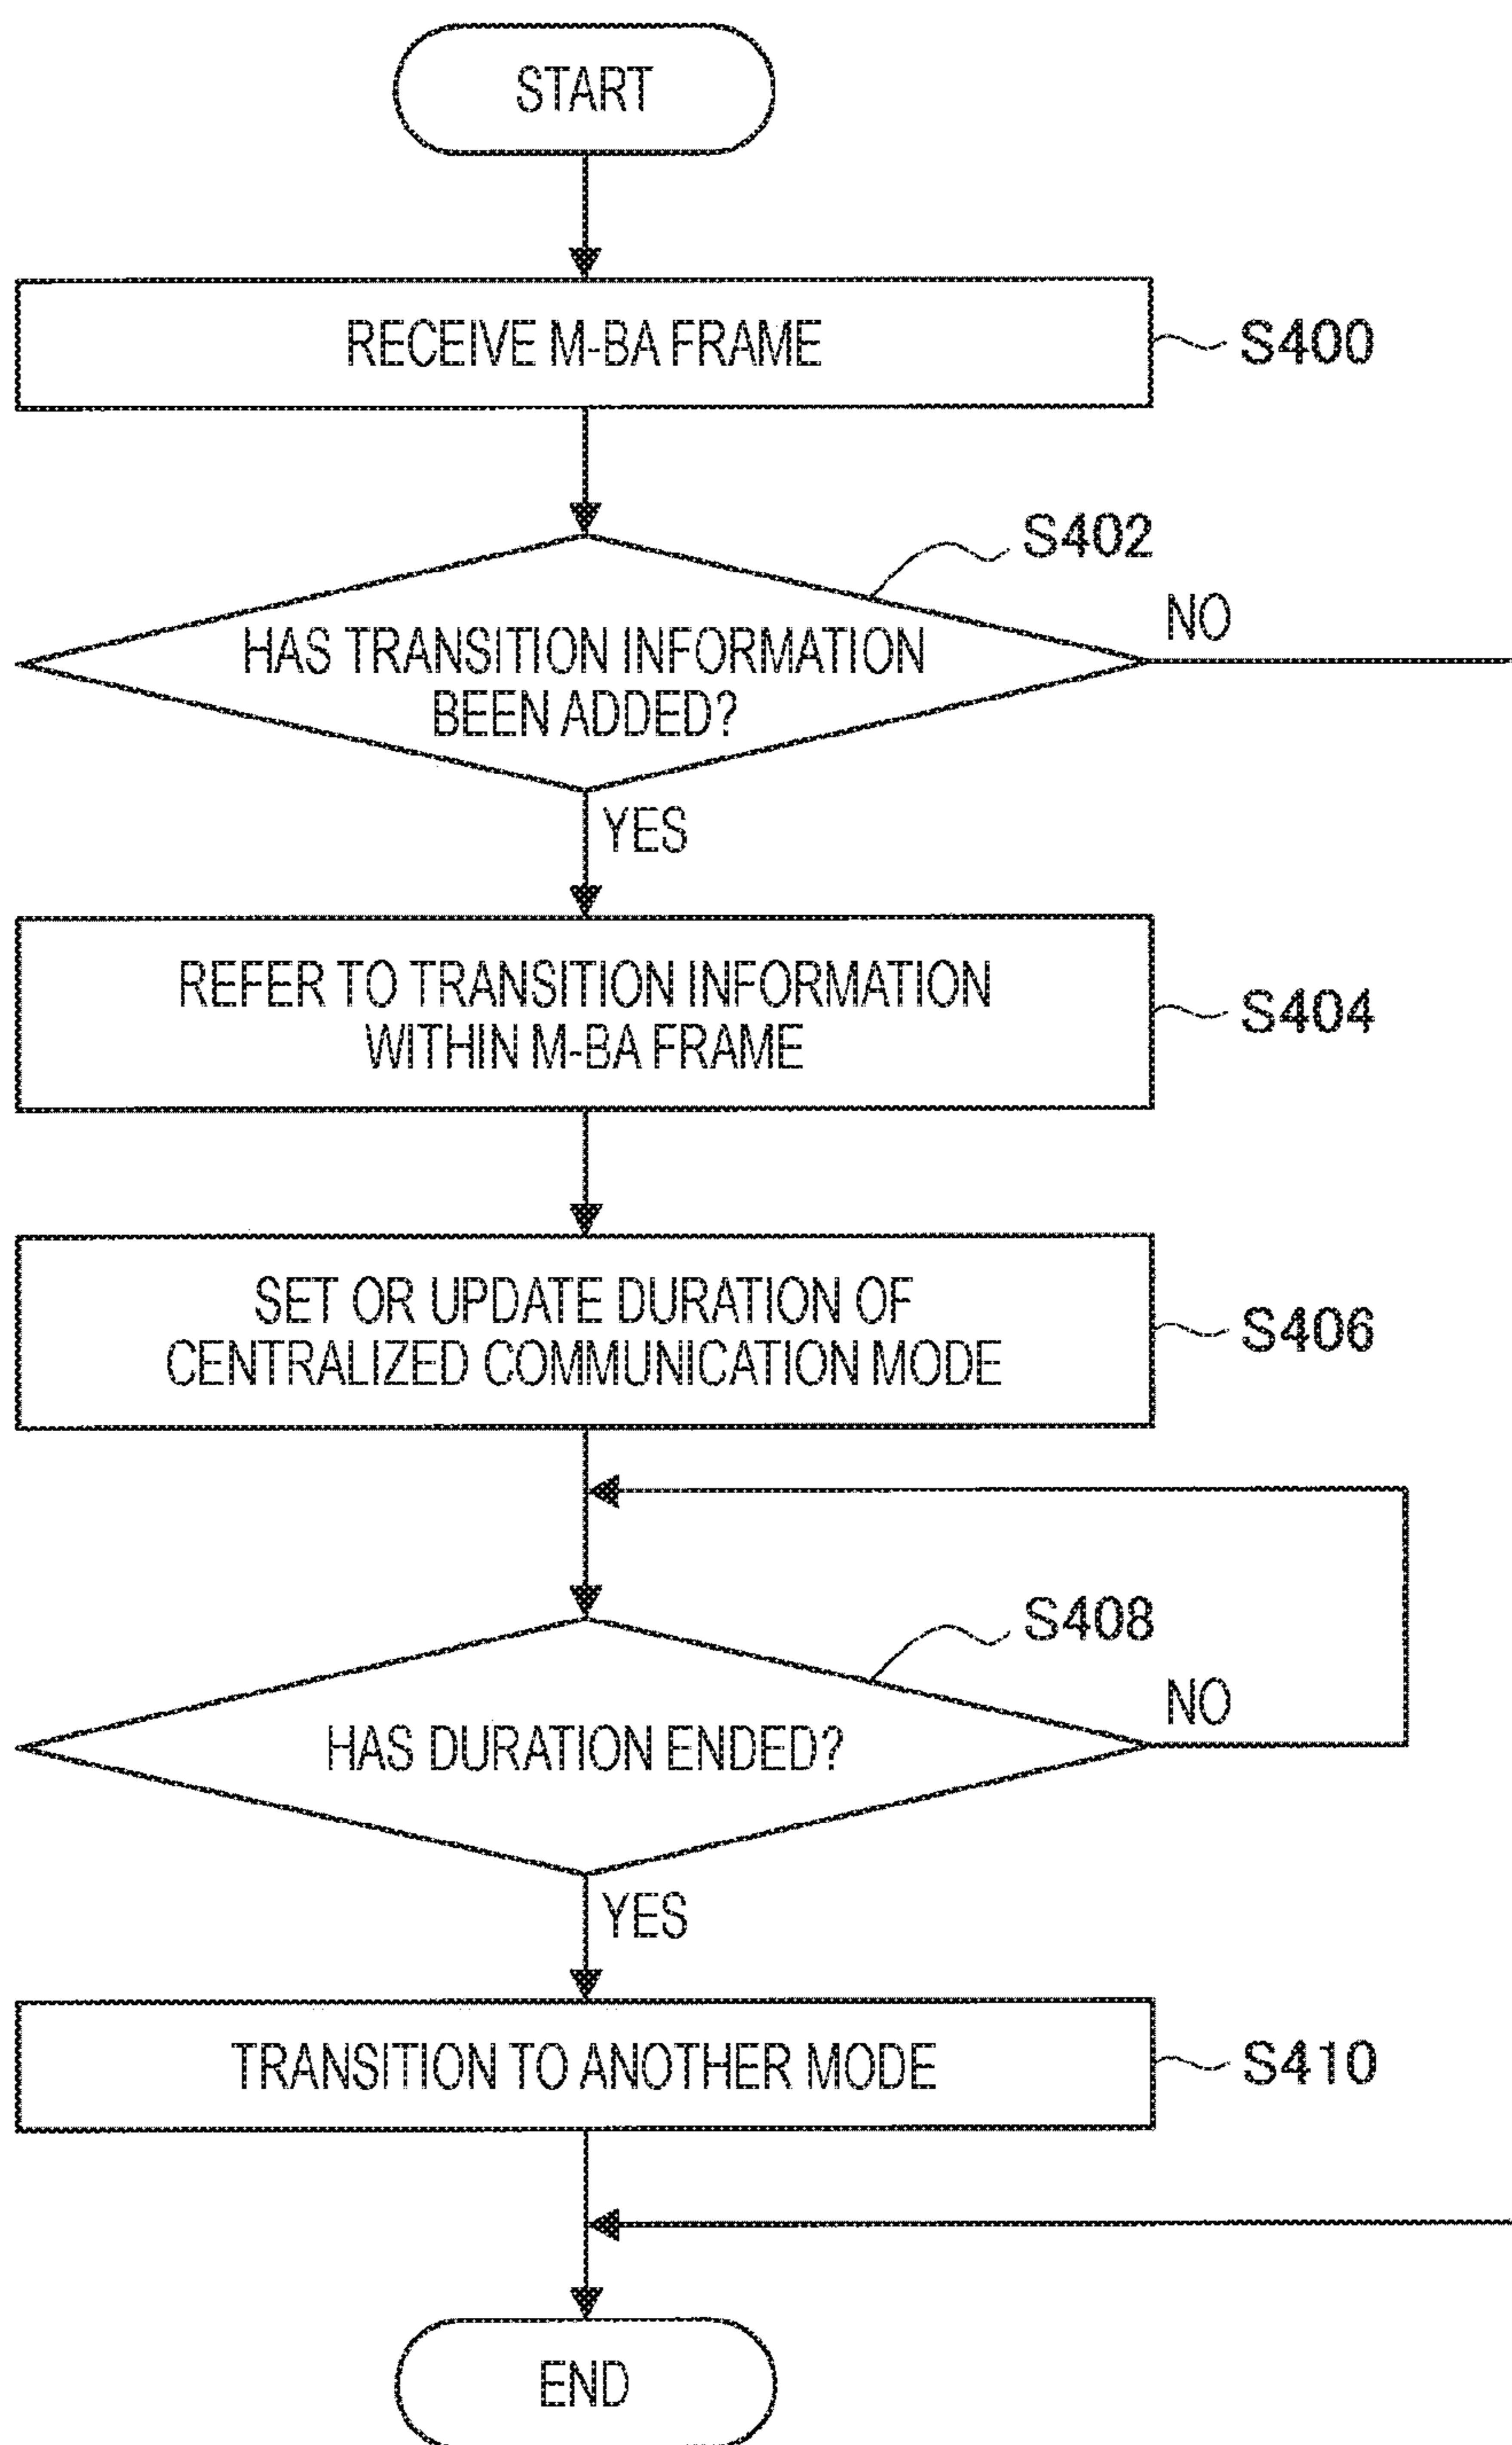 START
RECEIVE M-BA FRAME
S400
S402
HAS TRANSITION INFORMATION
BEEN ADDED?
NO
YES
REFER TO TRANSITION INFORMATION
WITHIN M-BA FRAME
S404
SET OR UPDATE DURATION OF
CENTRALIZED COMMUNICATION MODE
S406
S408
HAS DURATION ENDED?
NO
YES
TRANSITION TO ANOTHER MODE
S410
END